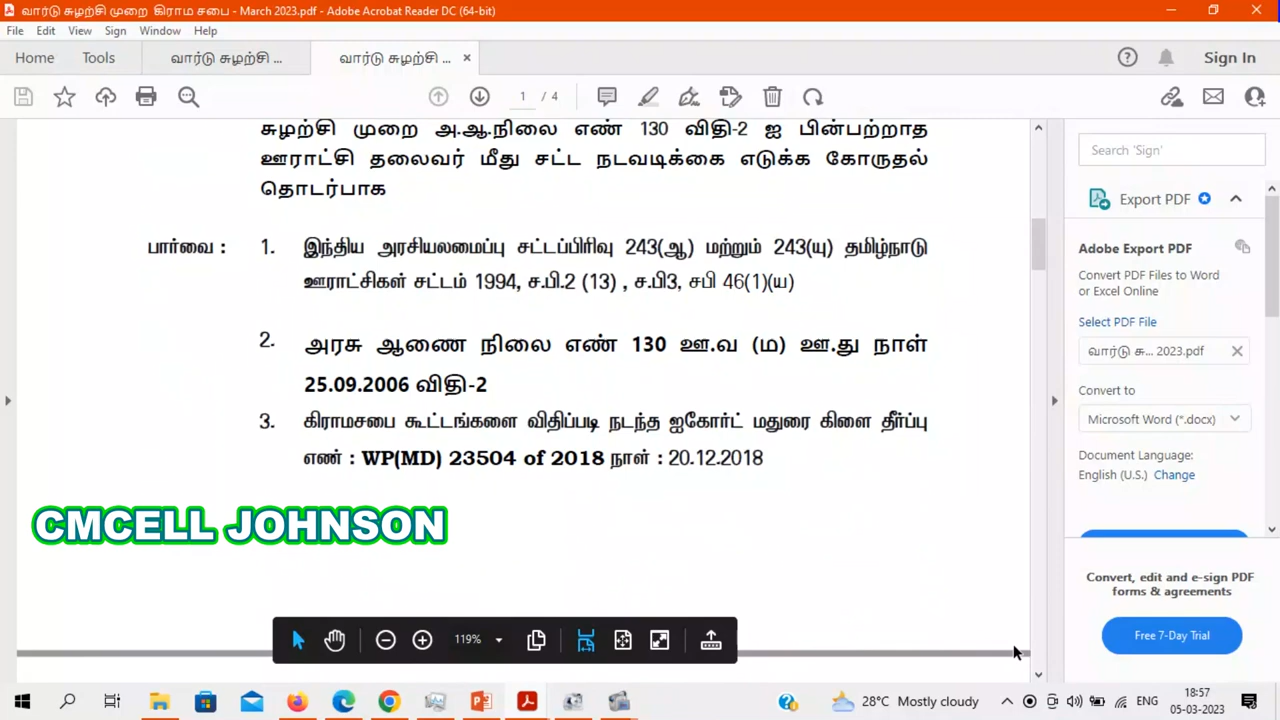 வார்டு சுழற்சி முறை கிராம சபை - March 2023.pdf - Adobe Acrobat Reader DC (64-bit)
File Edit View Sign Window Help
Home Tools வார்டு சுழற்சி ... வார்டு சுழற்சி ... × Sign In
1 / 4
சுழற்சி முறை அ.ஆ.நிலை எண் 130 விதி-2 ஐ பின்பற்றாத
ஊராட்சி தலைவர் மீது சட்ட நடவடிக்கை எடுக்க கோருதல்
தொடர்பாக
பார்வை : 1. இந்திய அரசியலமைப்பு சட்டப்பிரிவு 243(ஆ) மற்றும் 243(யு) தமிழ்நாடு
ஊராட்சிகள் சட்டம் 1994, ச.பி.2 (13) , ச.பி3, சபி 46(1)(ய)
2. அரசு ஆணை நிலை எண் 130 ஊ.வ (ம) ஊ.து நாள்
25.09.2006 விதி-2
3. கிராமசபை கூட்டங்களை விதிப்படி நடந்த ஐகோர்ட் மதுரை கிளை தீர்ப்பு
எண் : WP(MD) 23504 of 2018 நாள் : 20.12.2018
CMCELL JOHNSON
119%
Search 'Sign'
Export PDF
Adobe Export PDF
Convert PDF Files to Word
or Excel Online
Select PDF File
வார்டு சு... 2023.pdf
Convert to
Microsoft Word (*.docx)
Document Language:
English (U.S.) Change
Convert, edit and e-sign PDF
forms & agreements
Free 7-Day Trial
28°C Mostly cloudy ENG 18:57
05-03-2023